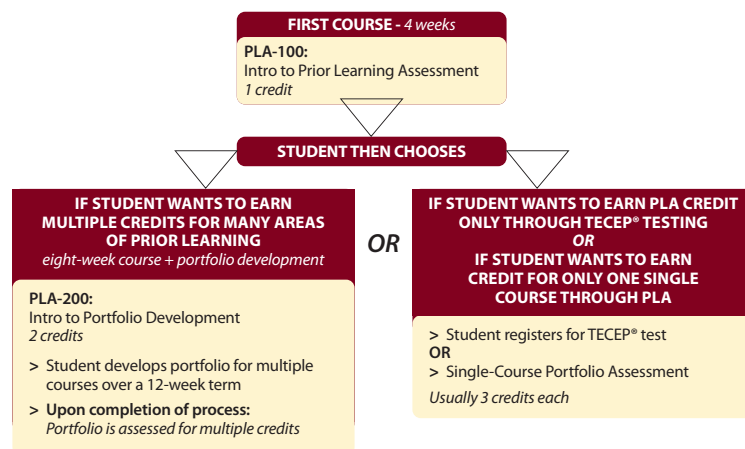 FIRST COURSE - 4 weeks
PLA-100:
Intro to Prior Learning Assessment
1 credit
STUDENT THEN CHOOSES
IF STUDENT WANTS TO EARN
MULTIPLE CREDITS FOR MANY AREAS
OF PRIOR LEARNING
eight-week course + portfolio development
PLA-200:
Intro to Portfolio Development
2 credits
> Student develops portfolio for multiple
courses over a 12-week term
> Upon completion of process:
Portfolio is assessed for multiple credits
OR
IF STUDENT WANTS TO EARN PLA CREDIT
ONLY THROUGH TECEP® TESTING
OR
IF STUDENT WANTS TO EARN
CREDIT FOR ONLY ONE SINGLE
COURSE THROUGH PLA
> Student registers for TECEP® test
OR
> Single-Course Portfolio Assessment
Usually 3 credits each